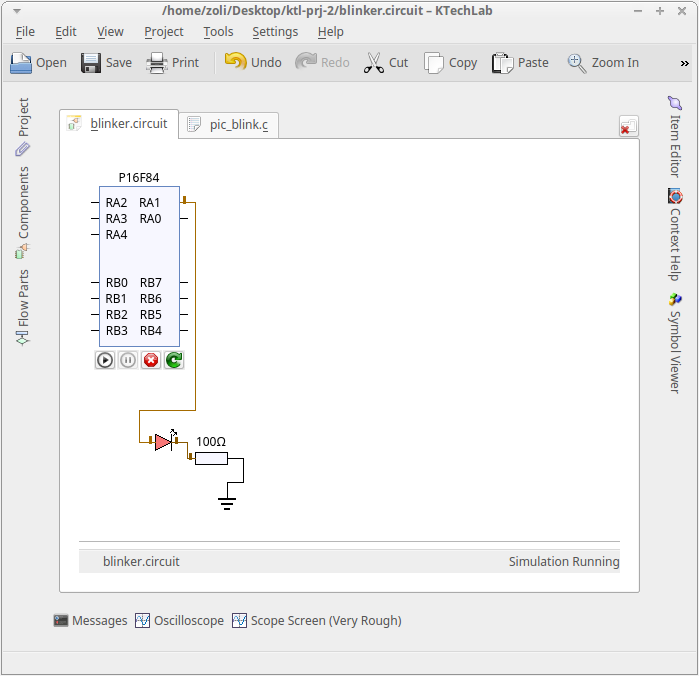 /home/zoli/Desktop/ktl-prj-2/blinker.circuit – KTechLab
File Edit View Project Tools Settings Help
Open Save Print Undo Redo Cut Copy Paste Zoom In »
Project
Components
Flow Parts
blinker.circuit pic_blink.c
P16F84
RA2 RA1
RA3 RA0
RA4
RB0 RB7
RB1 RB6
RB2 RB5
RB3 RB4
100Ω
blinker.circuit Simulation Running
Item Editor
Context Help
Symbol Viewer
Messages Oscilloscope Scope Screen (Very Rough)